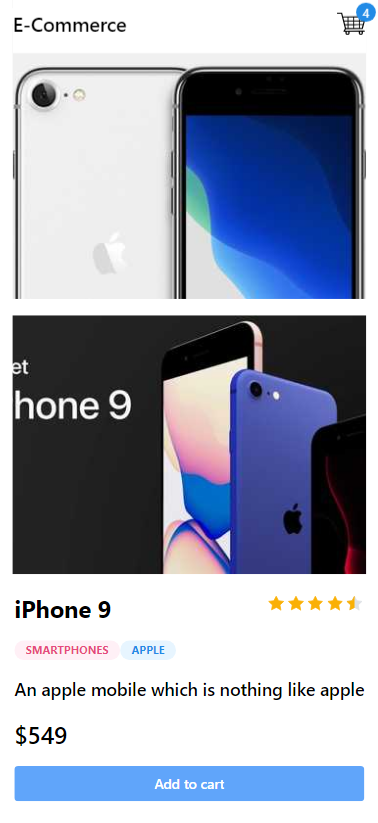 E-Commerce
4
et
hone 9
iPhone 9
SMARTPHONES
APPLE
An apple mobile which is nothing like apple
$549
Add to cart